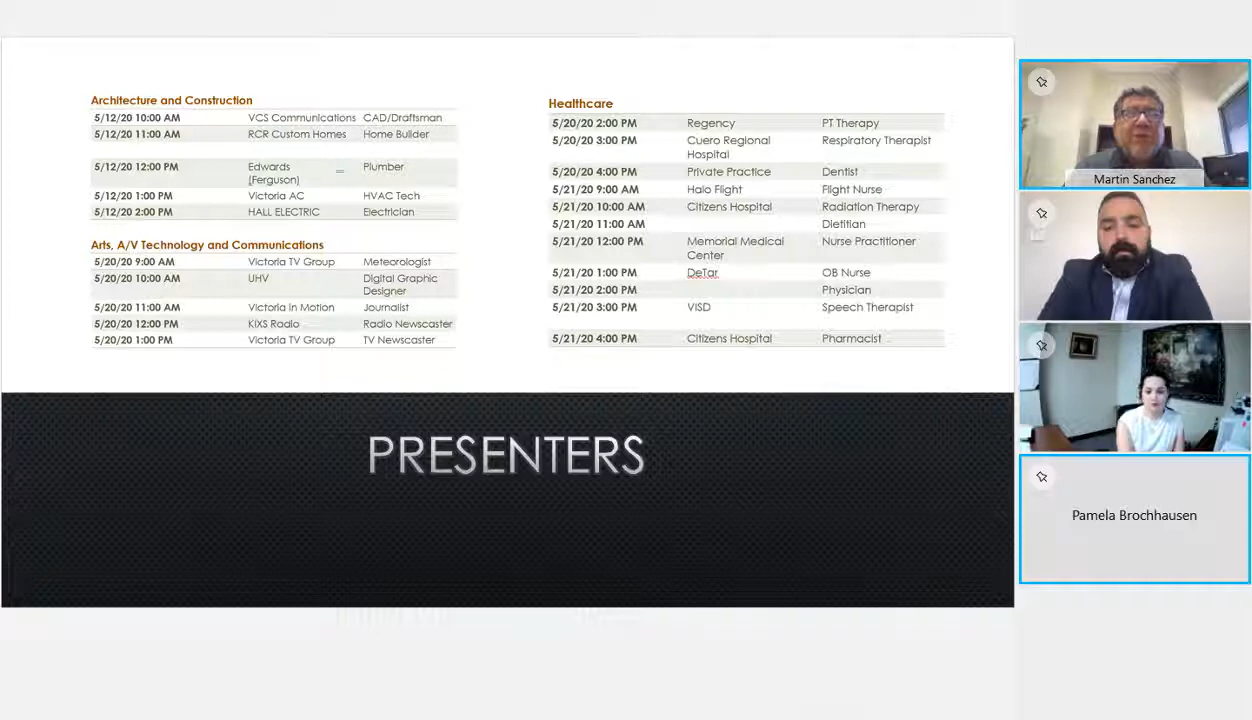 Architecture and Construction
5/12/20 10:00 AM VCS Communications CAD/Draftsman
5/12/20 11:00 AM RCR Custom Homes Home Builder
5/12/20 12:00 PM Edwards Plumber
(Ferguson)
5/12/20 1:00 PM Victoria AC HVAC Tech
5/12/20 2:00 PM HALL ELECTRIC Electrician
Arts, A/V Technology and Communications
5/20/20 9:00 AM Victoria TV Group Meteorologist
5/20/20 10:00 AM UHV Digital Graphic
Designer
5/20/20 11:00 AM Victoria in Motion Journalist
5/20/20 12:00 PM KIXS Radio Radio Newscaster
5/20/20 1:00 PM Victoria TV Group TV Newscaster
Healthcare
5/20/20 2:00 PM Regency PT Therapy
5/20/20 3:00 PM Cuero Regional Respiratory Therapist
Hospital
5/20/20 4:00 PM Private Practice Dentist
5/21/20 9:00 AM Halo Flight Flight Nurse
5/21/20 10:00 AM Citizens Hospital Radiation Therapy
5/21/20 11:00 AM Dietitian
5/21/20 12:00 PM Memorial Medical Nurse Practitioner
Center
5/21/20 1:00 PM DeTar OB Nurse
5/21/20 2:00 PM Physician
5/21/20 3:00 PM VISD Speech Therapist
5/21/20 4:00 PM Citizens Hospital Pharmacist
PRESENTERS
Martin Sanchez
Pamela Brochhausen